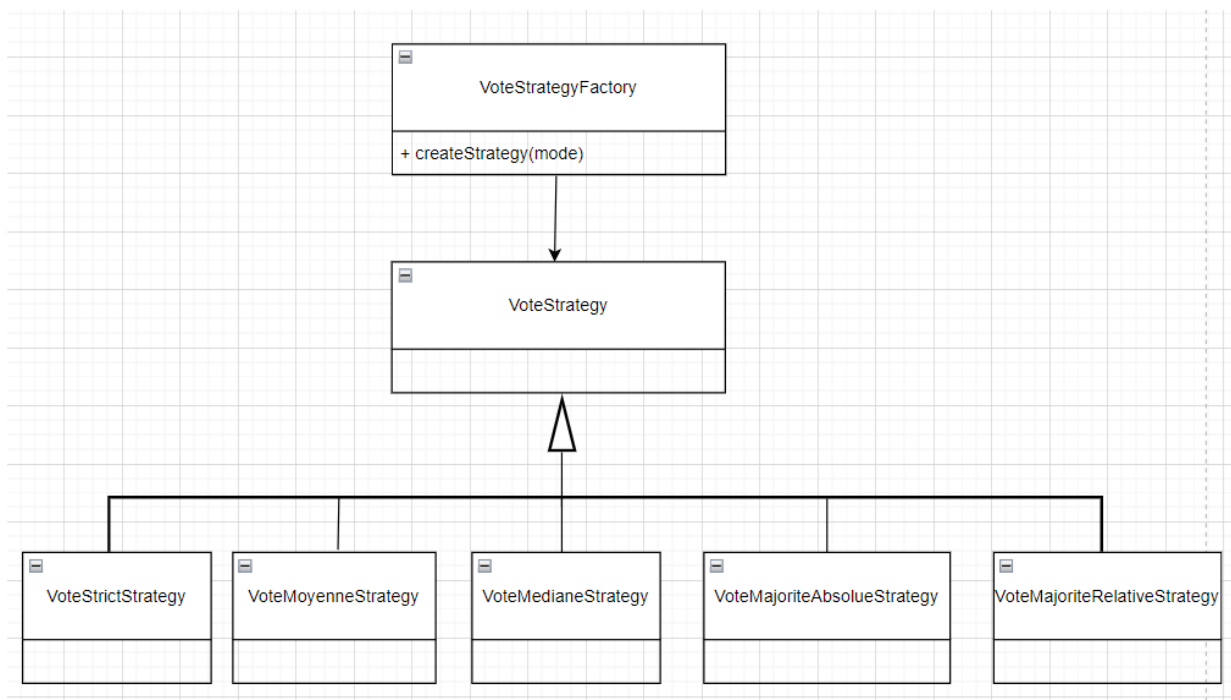 VoteStrategyFactory
+ createStrategy(mode)
VoteStrategy
VoteStrictStrategy
VoteMoyenneStrategy
VoteMedianeStrategy
VoteMajoriteAbsolueStrategy
VoteMajoriteRelativeStrategy